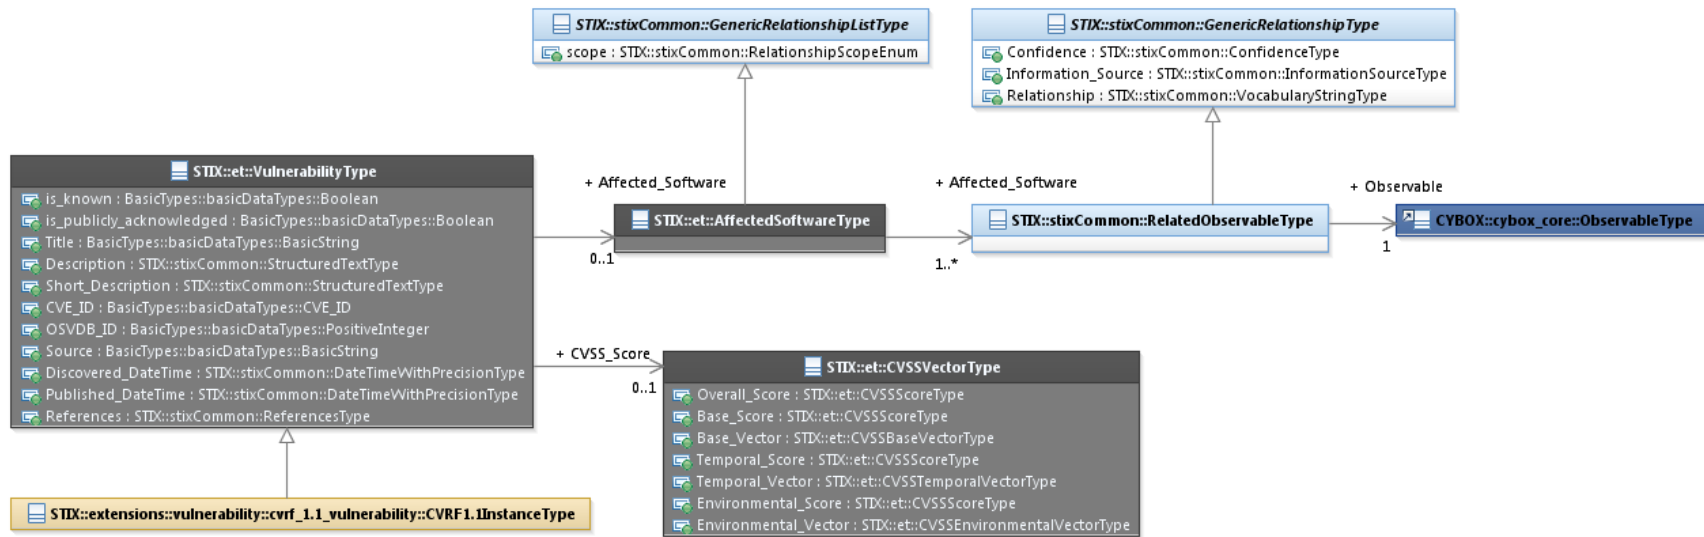 STIX::stixCommon::GenericRelationshipListType
scope : STIX::stixCommon::RelationshipScopeEnum
STIX::stixCommon::GenericRelationshipType
Confidence : STIX::stixCommon::ConfidenceType
Information_Source : STIX::stixCommon::InformationSourceType
Relationship : STIX::stixCommon::VocabularyStringType
STIX::et::VulnerabilityType
is_known : BasicTypes::basicDataTypes::Boolean
is_publicly_acknowledged : BasicTypes::basicDataTypes::Boolean
Title : BasicTypes::basicDataTypes::BasicString
Description : STIX::stixCommon::StructuredTextType
Short_Description : STIX::stixCommon::StructuredTextType
CVE_ID : BasicTypes::basicDataTypes::CVE_ID
OSVDB_ID : BasicTypes::basicDataTypes::PositiveInteger
Source : BasicTypes::basicDataTypes::BasicString
Discovered_DateTime : STIX::stixCommon::DateTimeWithPrecisionType
Published_DateTime : STIX::stixCommon::DateTimeWithPrecisionType
References : STIX::stixCommon::ReferencesType
+ Affected_Software
0..1
STIX::et::AffectedSoftwareType
+ Affected_Software
1..*
STIX::stixCommon::RelatedObservableType
+ Observable
1
CYBOX::cybox_core::ObservableType
+ CVSS_Score
0..1
STIX::et::CVSSVectorType
Overall_Score : STIX::et::CVSSScoreType
Base_Score : STIX::et::CVSSScoreType
Base_Vector : STIX::et::CVSSBaseVectorType
Temporal_Score : STIX::et::CVSSScoreType
Temporal_Vector : STIX::et::CVSSTemporalVectorType
Environmental_Score : STIX::et::CVSSScoreType
Environmental_Vector : STIX::et::CVSSEnvironmentalVectorType
STIX::extensions::vulnerability::cvrf_1.1_vulnerability::CVRF1.1InstanceType